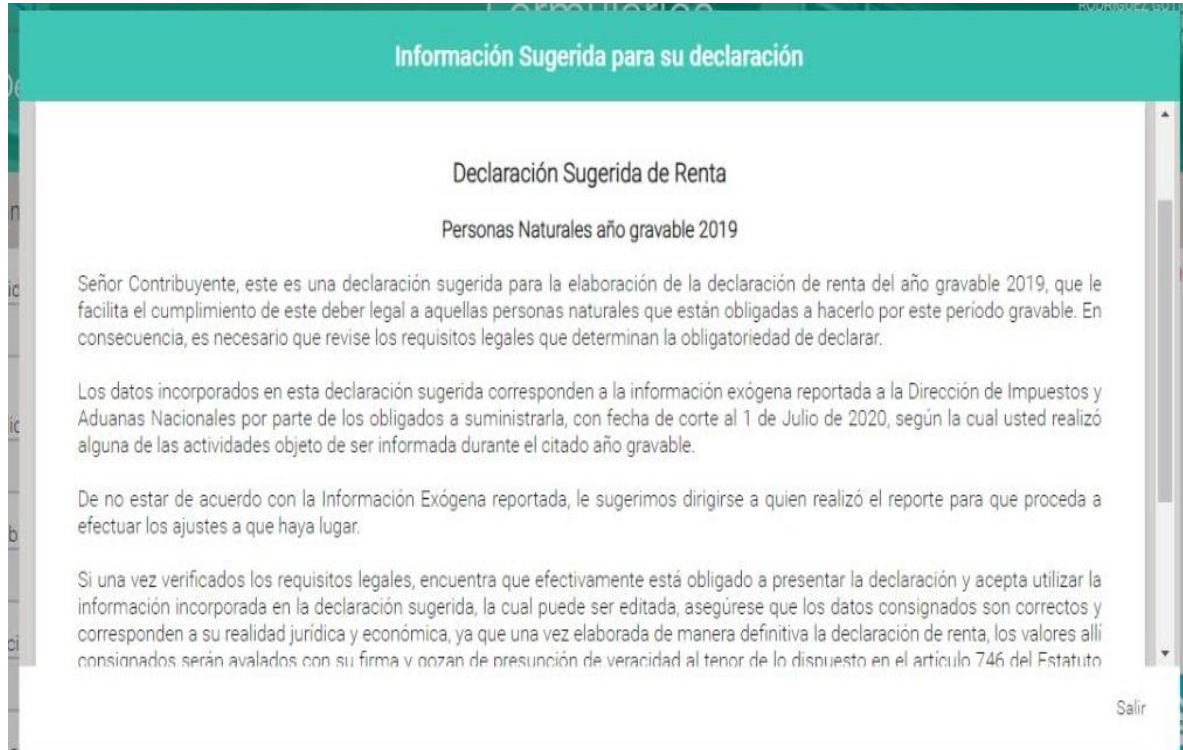 Formularios
RODRIGUEZ GUT
Información Sugerida para su declaración
Declaración Sugerida de Renta
Personas Naturales año gravable 2019
Señor Contribuyente, este es una declaración sugerida para la elaboración de la declaración de renta del año gravable 2019, que le
facilita el cumplimiento de este deber legal a aquellas personas naturales que están obligadas a hacerlo por este período gravable. En
consecuencia, es necesario que revise los requisitos legales que determinan la obligatoriedad de declarar.
Los datos incorporados en esta declaración sugerida corresponden a la información exógena reportada a la Dirección de Impuestos y
Aduanas Nacionales por parte de los obligados a suministrarla, con fecha de corte al 1 de Julio de 2020, según la cual usted realizó
alguna de las actividades objeto de ser informada durante el citado año gravable.
De no estar de acuerdo con la Información Exógena reportada, le sugerimos dirigirse a quien realizó el reporte para que proceda a
efectuar los ajustes a que haya lugar.
Si una vez verificados los requisitos legales, encuentra que efectivamente está obligado a presentar la declaración y acepta utilizar la
información incorporada en la declaración sugerida, la cual puede ser editada, asegúrese que los datos consignados son correctos y
corresponden a su realidad jurídica y económica, ya que una vez elaborada de manera definitiva la declaración de renta, los valores allí
consignados serán avalados con su firma y gozan de presunción de veracidad al tenor de lo dispuesto en el artículo 746 del Estatuto
Salir